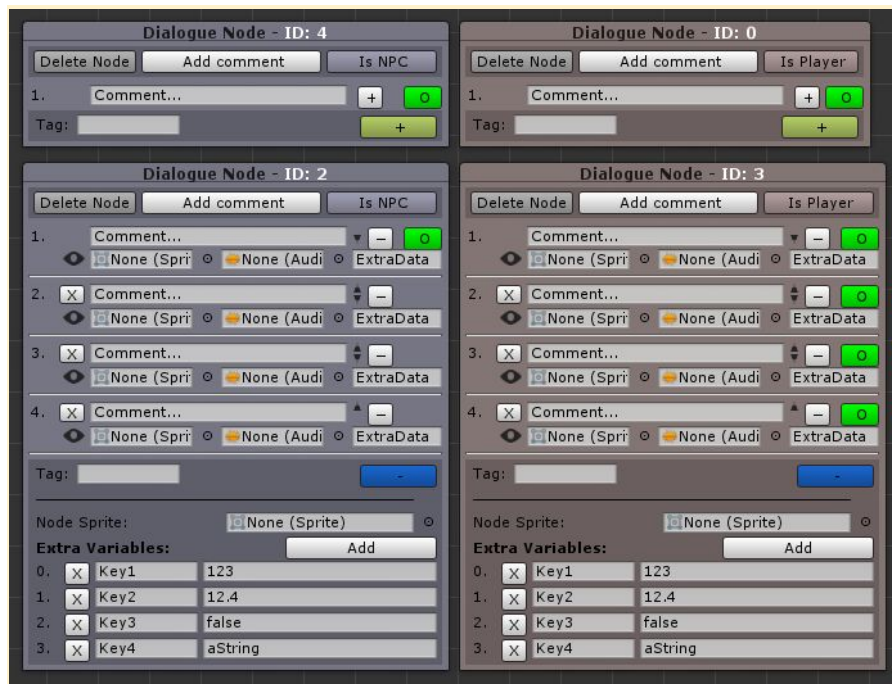 Dialogue Node - ID: 4
Delete Node Add comment Is NPC
1. Comment... + O
Tag: +
Dialogue Node - ID: 0
Delete Node Add comment Is Player
1. Comment... + O
Tag: +
Dialogue Node - ID: 2
Delete Node Add comment Is NPC
1. Comment... – O
None (Spri None (Audi ExtraData
2. X Comment... –
None (Spri None (Audi ExtraData
3. X Comment... –
None (Spri None (Audi ExtraData
4. X Comment... –
None (Spri None (Audi ExtraData
Tag: -
Node Sprite: None (Sprite)
Extra Variables: Add
0. X Key1 123
1. X Key2 12.4
2. X Key3 false
3. X Key4 aString
Dialogue Node - ID: 3
Delete Node Add comment Is Player
1. Comment... – O
None (Spri None (Audi ExtraData
2. X Comment... – O
None (Spri None (Audi ExtraData
3. X Comment... – O
None (Spri None (Audi ExtraData
4. X Comment... – O
None (Spri None (Audi ExtraData
Tag: -
Node Sprite: None (Sprite)
Extra Variables: Add
0. X Key1 123
1. X Key2 12.4
2. X Key3 false
3. X Key4 aString